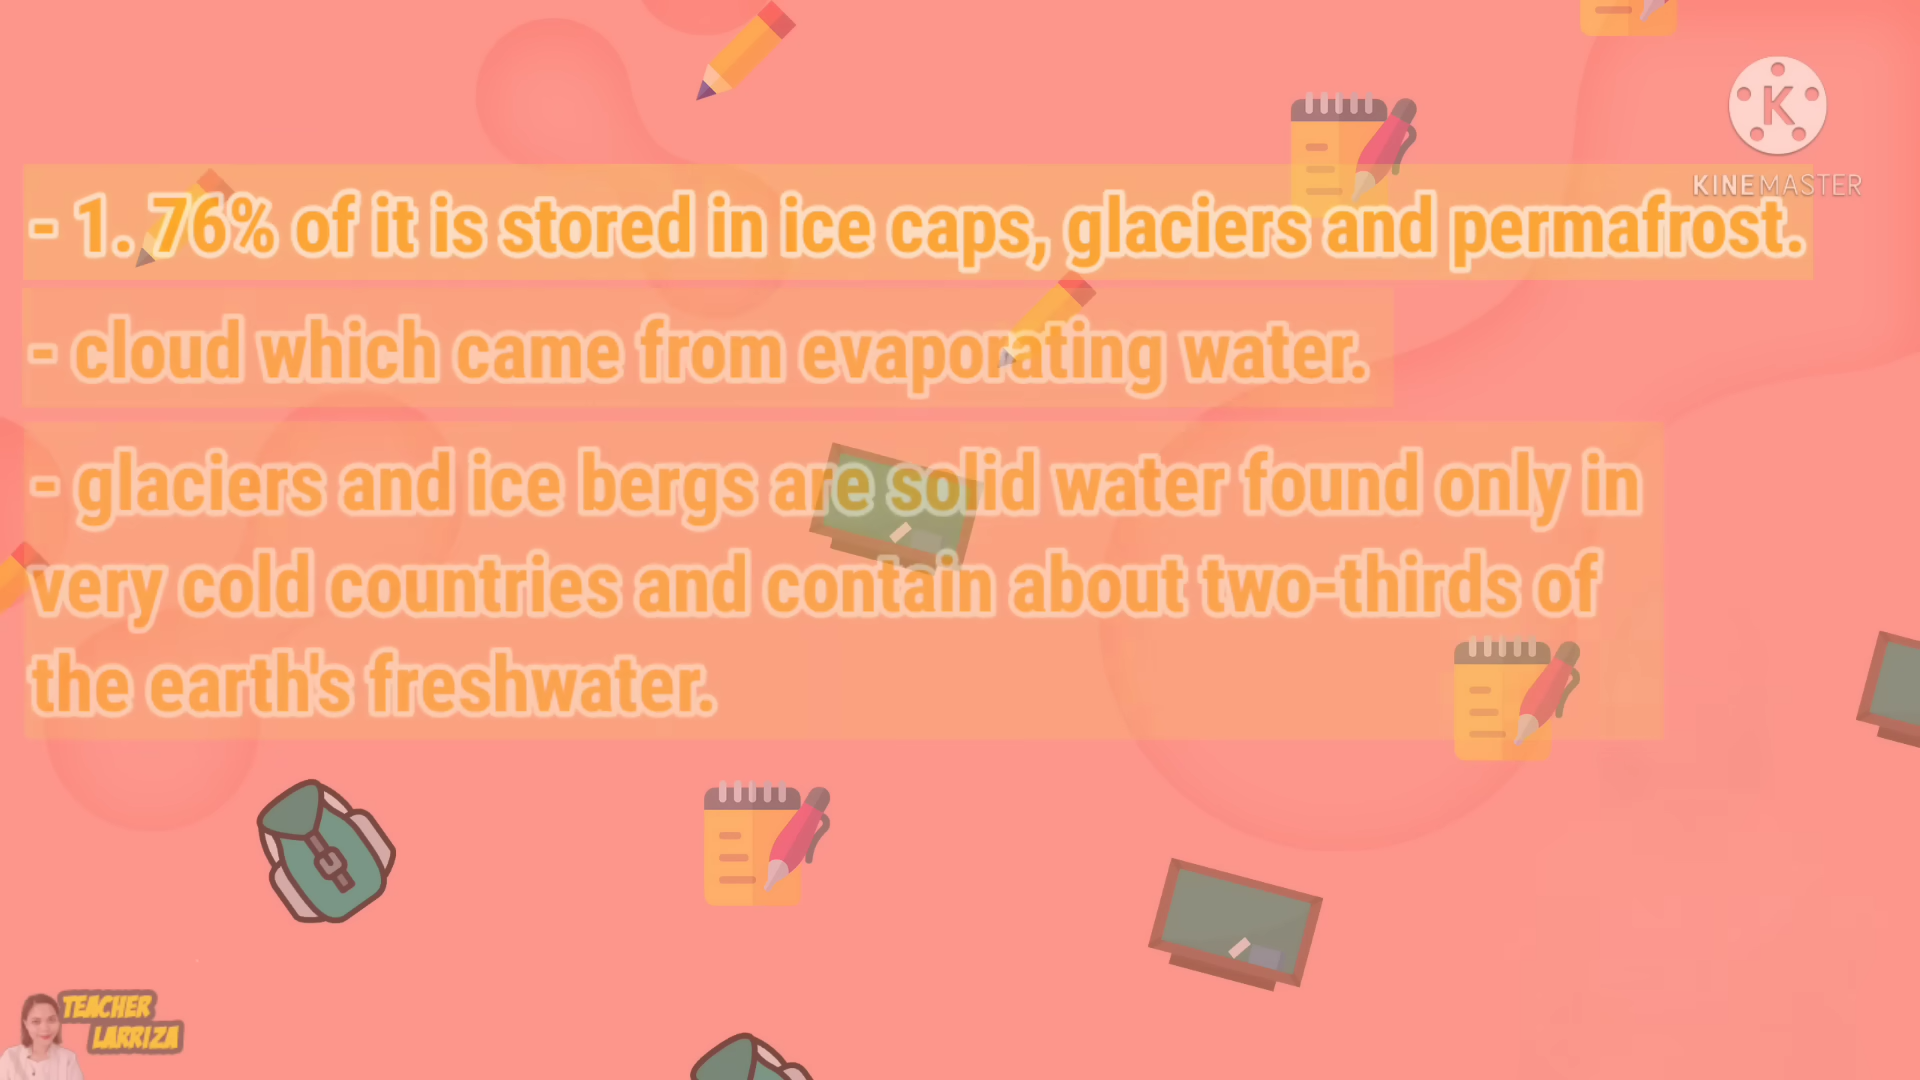 KINEMASTER
- 1. 76% of it is stored in ice caps, glaciers and permafrost.
- cloud which came from evaporating water.
- glaciers and ice bergs are solid water found only in
very cold countries and contain about two-thirds of
the earth's freshwater.
TEACHER
LARRIZA